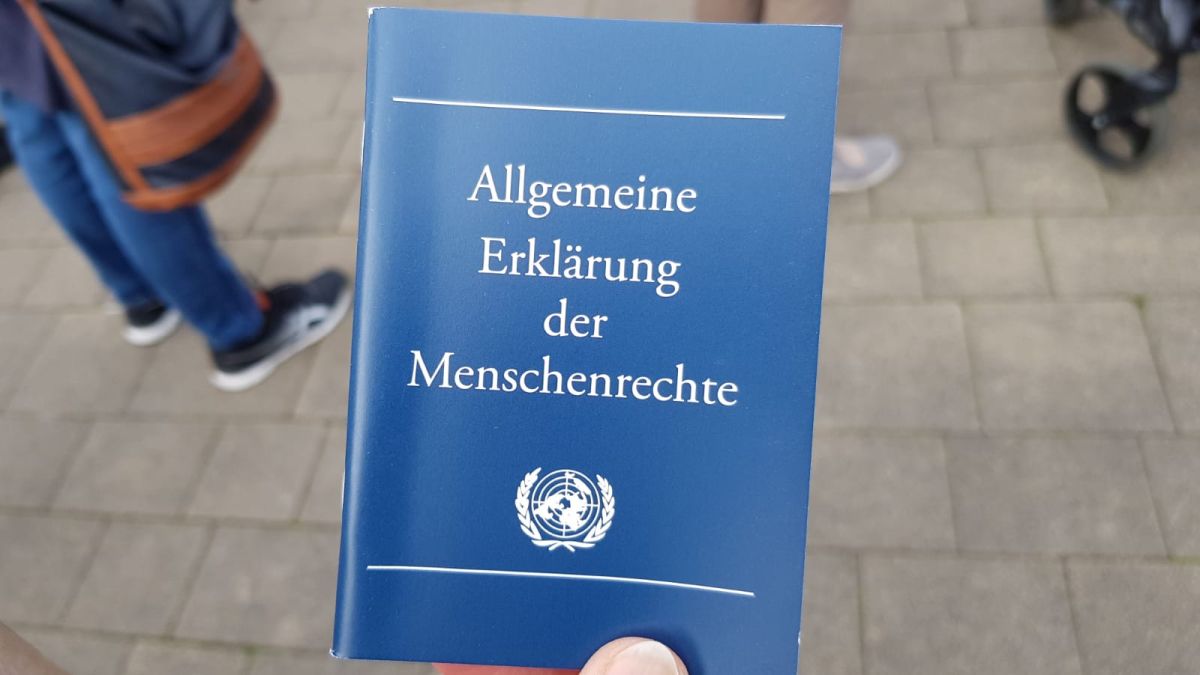 Allgemeine
Erklärung
der
Menschenrechte